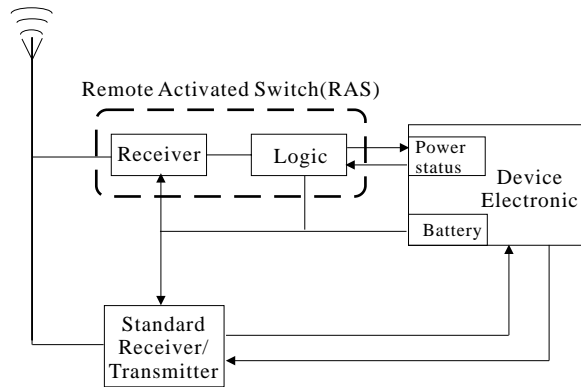 Remote Activated Switch(RAS)
Receiver
Logic
Power
status
Device
Electronic
Battery
Standard
Receiver/
Transmitter